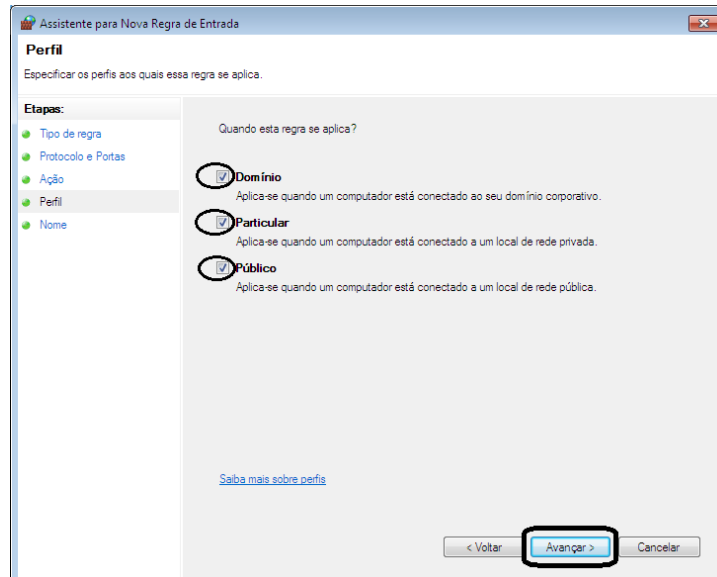 Assistente para Nova Regra de Entrada
Perfil
Especificar os perfis aos quais essa regra se aplica.
Etapas:
Tipo de regra
Protocolo e Portas
Ação
Perfil
Nome
Quando esta regra se aplica?
Domínio
Aplica-se quando um computador está conectado ao seu domínio corporativo.
Particular
Aplica-se quando um computador está conectado a um local de rede privada.
Público
Aplica-se quando um computador está conectado a um local de rede pública.
Saiba mais sobre perfis
< Voltar
Avançar >
Cancelar